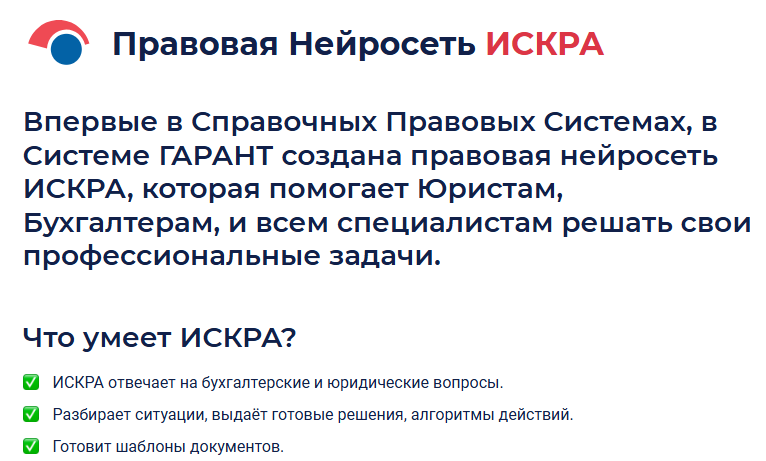 Правовая Нейросеть ИСКРА
Впервые в Справочных Правовых Системах, в
Системе ГАРАНТ создана правовая нейросеть
ИСКРА, которая помогает Юристам,
Бухгалтерам, и всем специалистам решать свои
профессиональные задачи.
Что умеет ИСКРА?
ИСКРА отвечает на бухгалтерские и юридические вопросы.
Разбирает ситуации, выдаёт готовые решения, алгоритмы действий.
Готовит шаблоны документов.